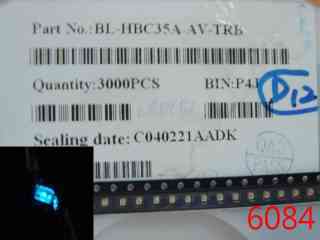 Part No.:BL-HBC35A-AV-TRB
Quantity:3000PCS BIN:P4
D12
Sealing date: C040221AADK
6084